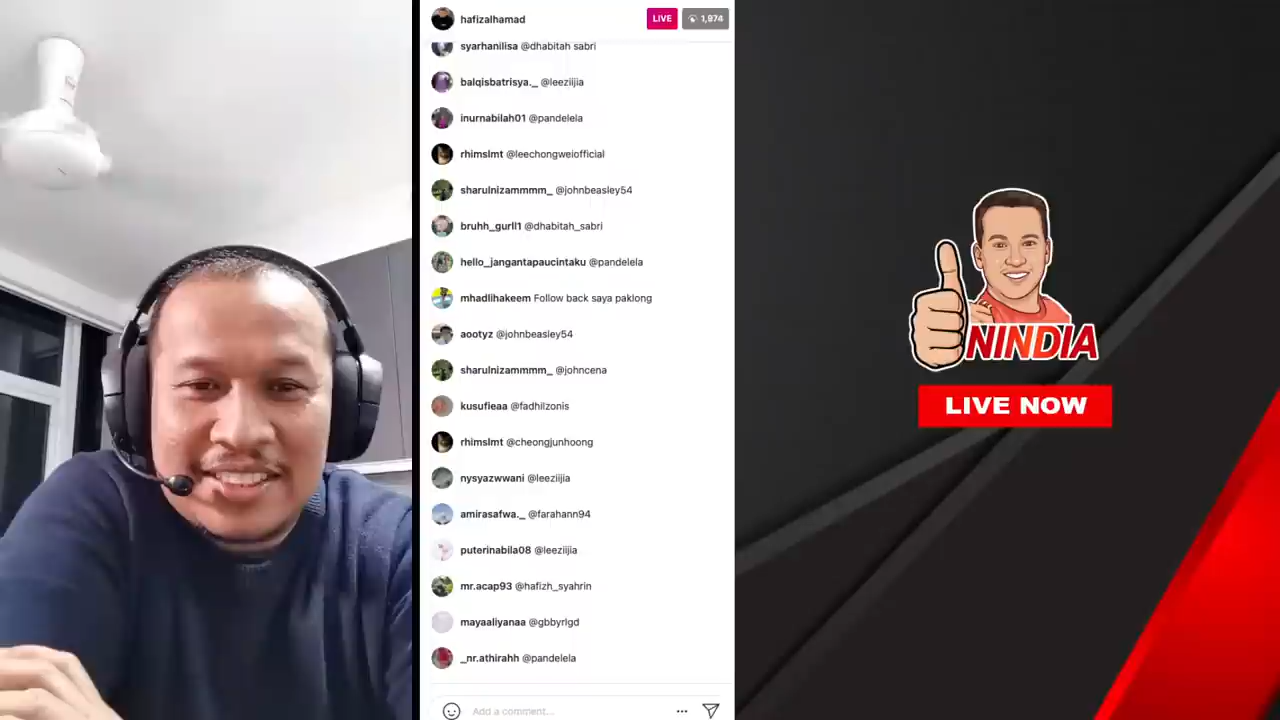 hafizalhamad
LIVE
1,974
syarhanilisa @dhabitah sabri
balqisbatrisya._ @leeziijia
inurnabilah01 @pandelela
rhimslmt @leechongweiofficial
sharulnizammmm_ @johnbeasley54
bruhh_gurll1 @dhabitah_sabri
hello_jangantapaucintaku @pandelela
mhadlihakeem Follow back saya paklong
aootyz @johnbeasley54
sharulnizammmm_ @johncena
kusufieaa @fadhilzonis
rhimslmt @cheongjunhoong
nysyazwwani @leeziijia
amirasafwa._ @farahann94
puterinabila08 @leeziijia
mr.acap93 @hafizh_syahrin
mayaaliyanaa @gbbyrlgd
_nr.athirahh @pandelela
Add a comment...
NINDIA
LIVE NOW